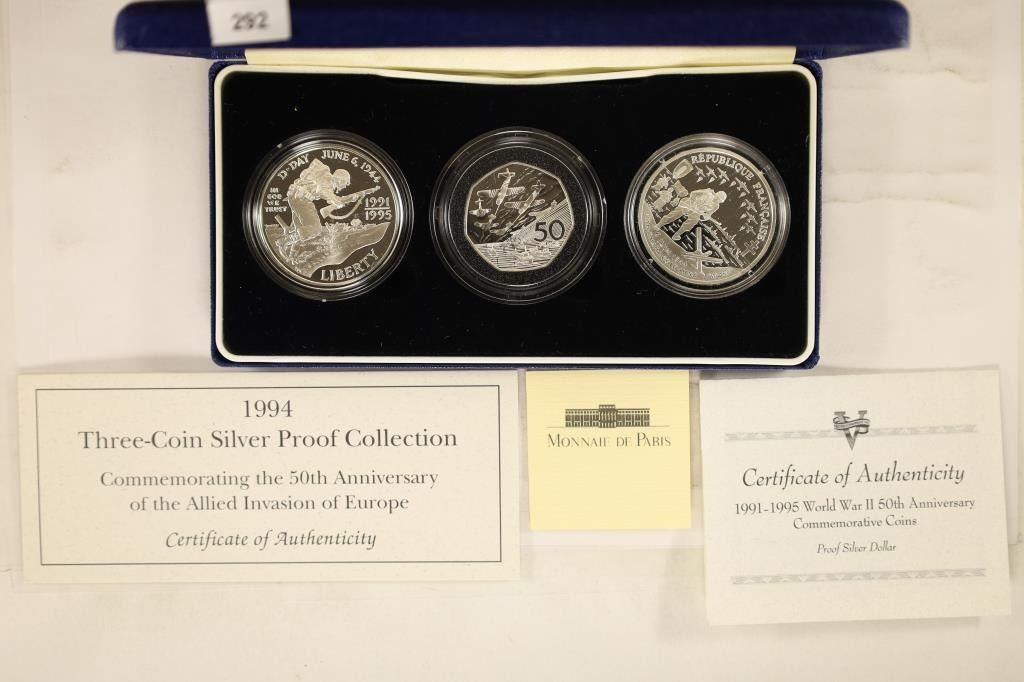 292
D-DAY JUNE 6, 1944
IN
GOD
WE
TRUST
1991
1995
LIBERTY
50
RÉPUBLIQUE FRANÇAISE
1994
Three-Coin Silver Proof Collection
Commemorating the 50th Anniversary
of the Allied Invasion of Europe
Certificate of Authenticity
MONNAIE DE PARIS
Certificate of Authenticity
1991-1995 World War II 50th Anniversary
Commemorative Coins
Proof Silver Dollar